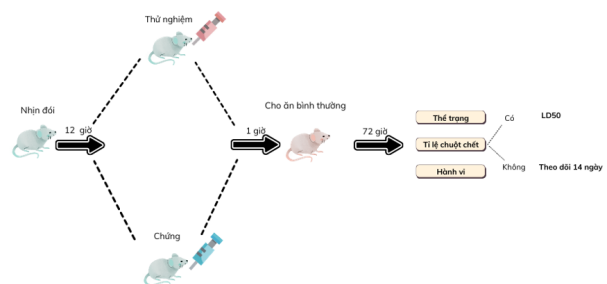 Thử nghiệm
Nhịn đói
12 giờ
Chứng
1 giờ
Cho ăn bình thường
72 giờ
Thể trạng
Tỉ lệ chuột chết
Hành vi
Có
LD50
Không
Theo dõi 14 ngày